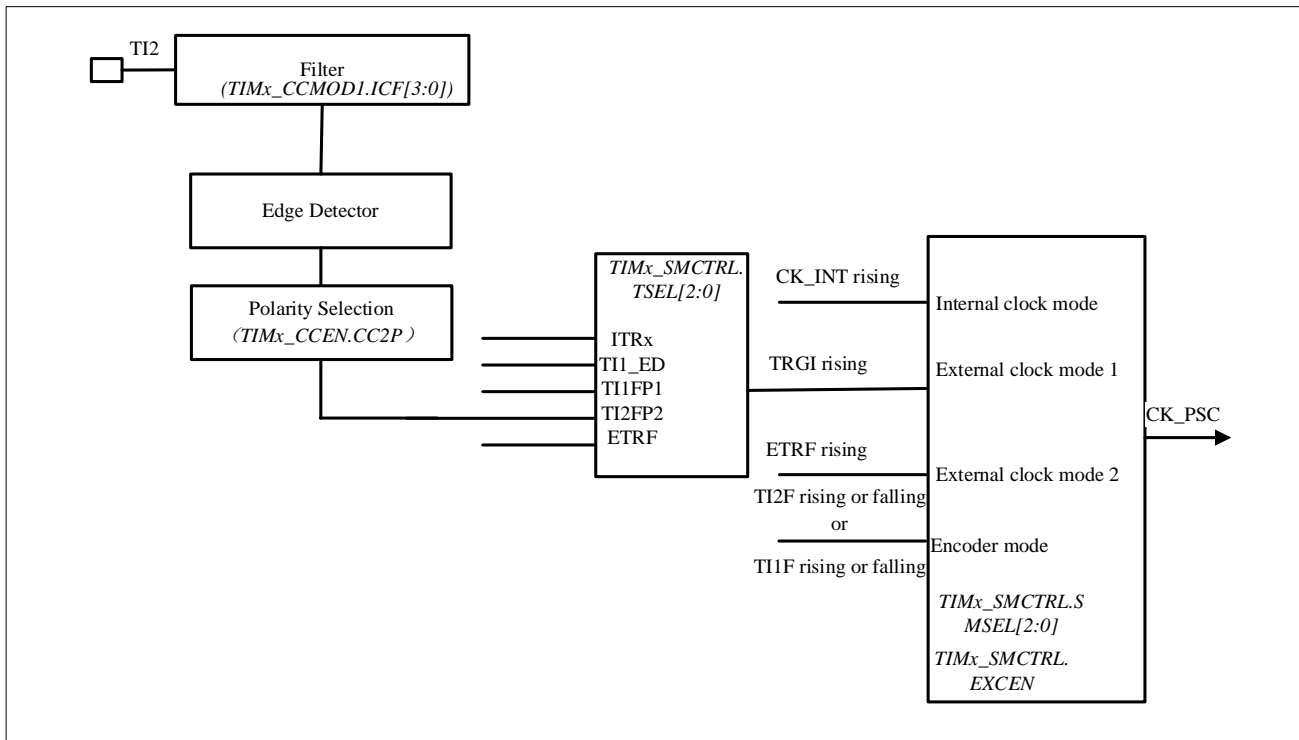 TI2
Filter
(TIMx_CCMOD1.ICF[3:0])
Edge Detector
Polarity Selection
（TIMx_CCEN.CC2P）
TIMx_SMCTRL.
TSEL[2:0]
ITRx
TI1_ED
TI1FP1
TI2FP2
ETRF
CK_INT rising
TRGI rising
ETRF rising
TI2F rising or falling
or
TI1F rising or falling
Internal clock mode
External clock mode 1
External clock mode 2
Encoder mode
TIMx_SMCTRL.S
MSEL[2:0]
TIMx_SMCTRL.
EXCEN
CK_PSC